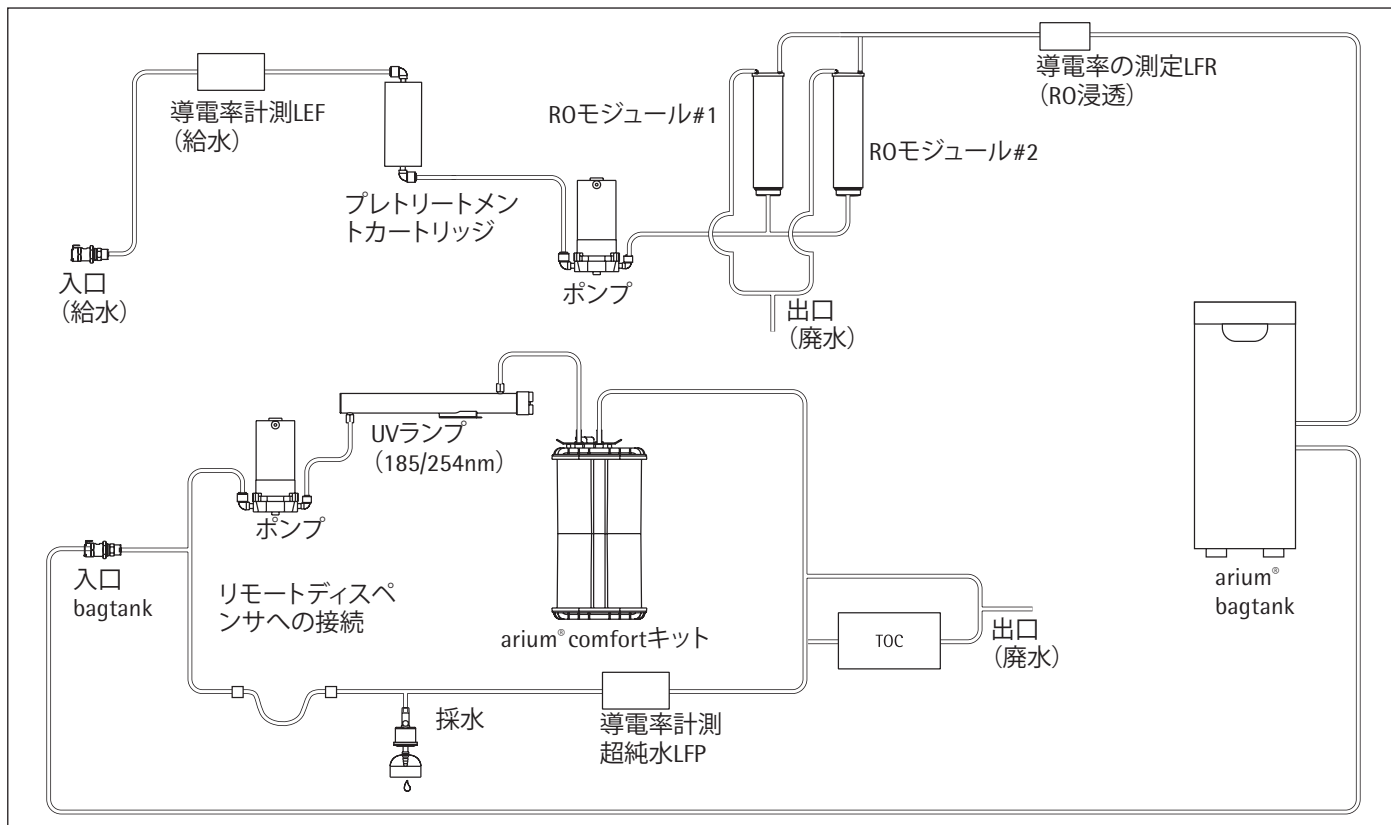 導電率計測LEF
（給水）
プレトリートメン
トカートリッジ
入口
（給水）
ポンプ
ROモジュール#1
ROモジュール#2
出口
（廃水）
導電率の測定LFR
（RO浸透）
arium®
bagtank
UVランプ
（185/254nm）
ポンプ
入口
bagtank
リモートディスペ
ンサへの接続
arium® comfortキット
TOC
出口
（廃水）
採水
導電率計測
超純水LFP